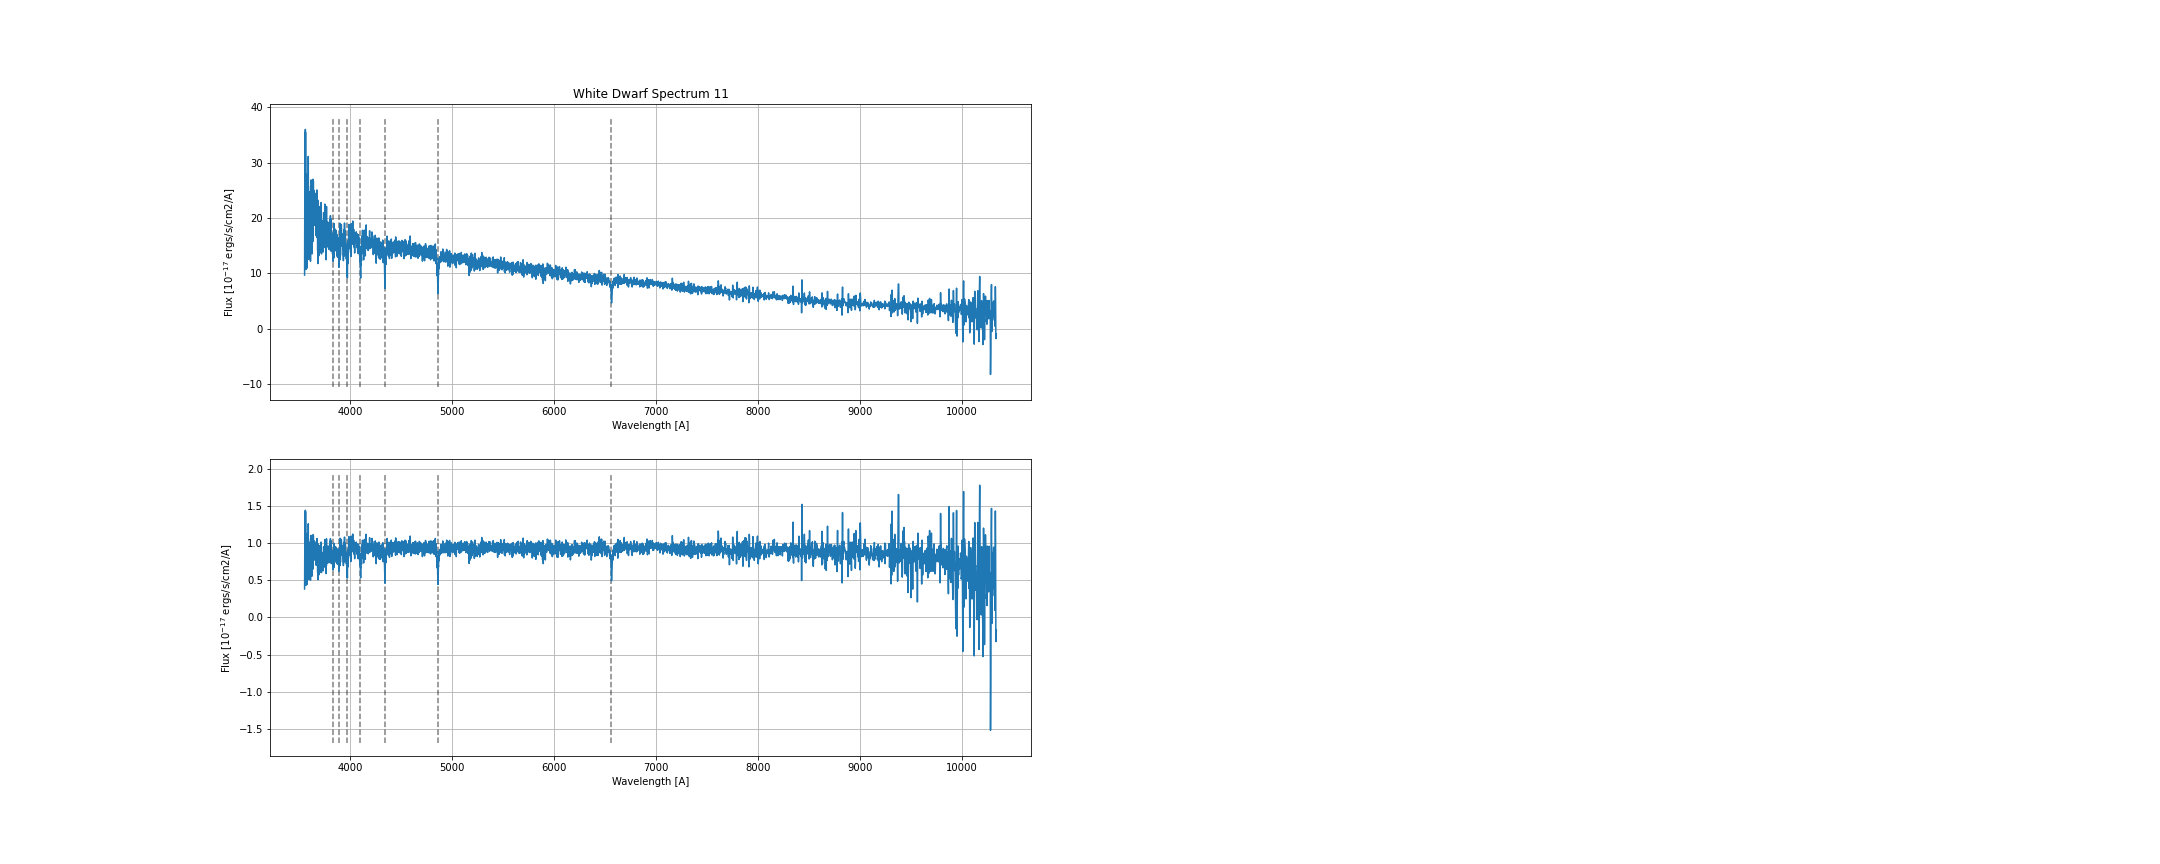 White Dwarf Spectrum 11
40
30
20
10
0
−10
Flux [10⁻¹⁷ ergs/s/cm2/A]
4000 5000 6000 7000 8000 9000 10000
Wavelength [A]
2.0
1.5
1.0
0.5
0.0
−0.5
−1.0
−1.5
Flux [10⁻¹⁷ ergs/s/cm2/A]
4000 5000 6000 7000 8000 9000 10000
Wavelength [A]